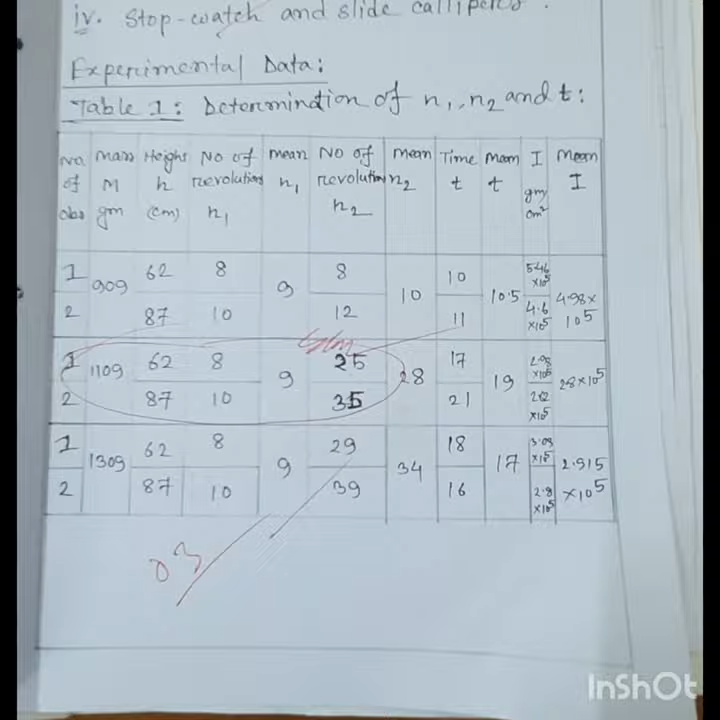 iv. Stop-watch and slide callipers.
Experimental Data:
Table 1: Determination of n1, n2 and t:
No of obs | Mass M gm | Height h (cm) | No of revolution n1 | mean n1 | No of revolution n2 | Mean n2 | Time t | Mean t | I gm cm² | Mean I
1 | 909 | 62 | 8 | 9 | 8 | 10 | 10 | 10.5 | 5.46 ×10⁵ | 4.98× 10⁵
2 | 87 | 10 | 12 | 11 | 4.6 ×10⁵
1 | 1109 | 62 | 8 | 9 | 25 | 28 | 17 | 19 | 2.98 ×10⁵ | 2.8×10⁵
2 | 87 | 10 | 35 | 21 | 2.62 ×10⁵
1 | 1309 | 62 | 8 | 9 | 29 | 34 | 18 | 17 | 3.03 ×10⁵ | 2.915 ×10⁵
2 | 87 | 10 | 39 | 16 | 2.8 ×10⁵
03
InShOt